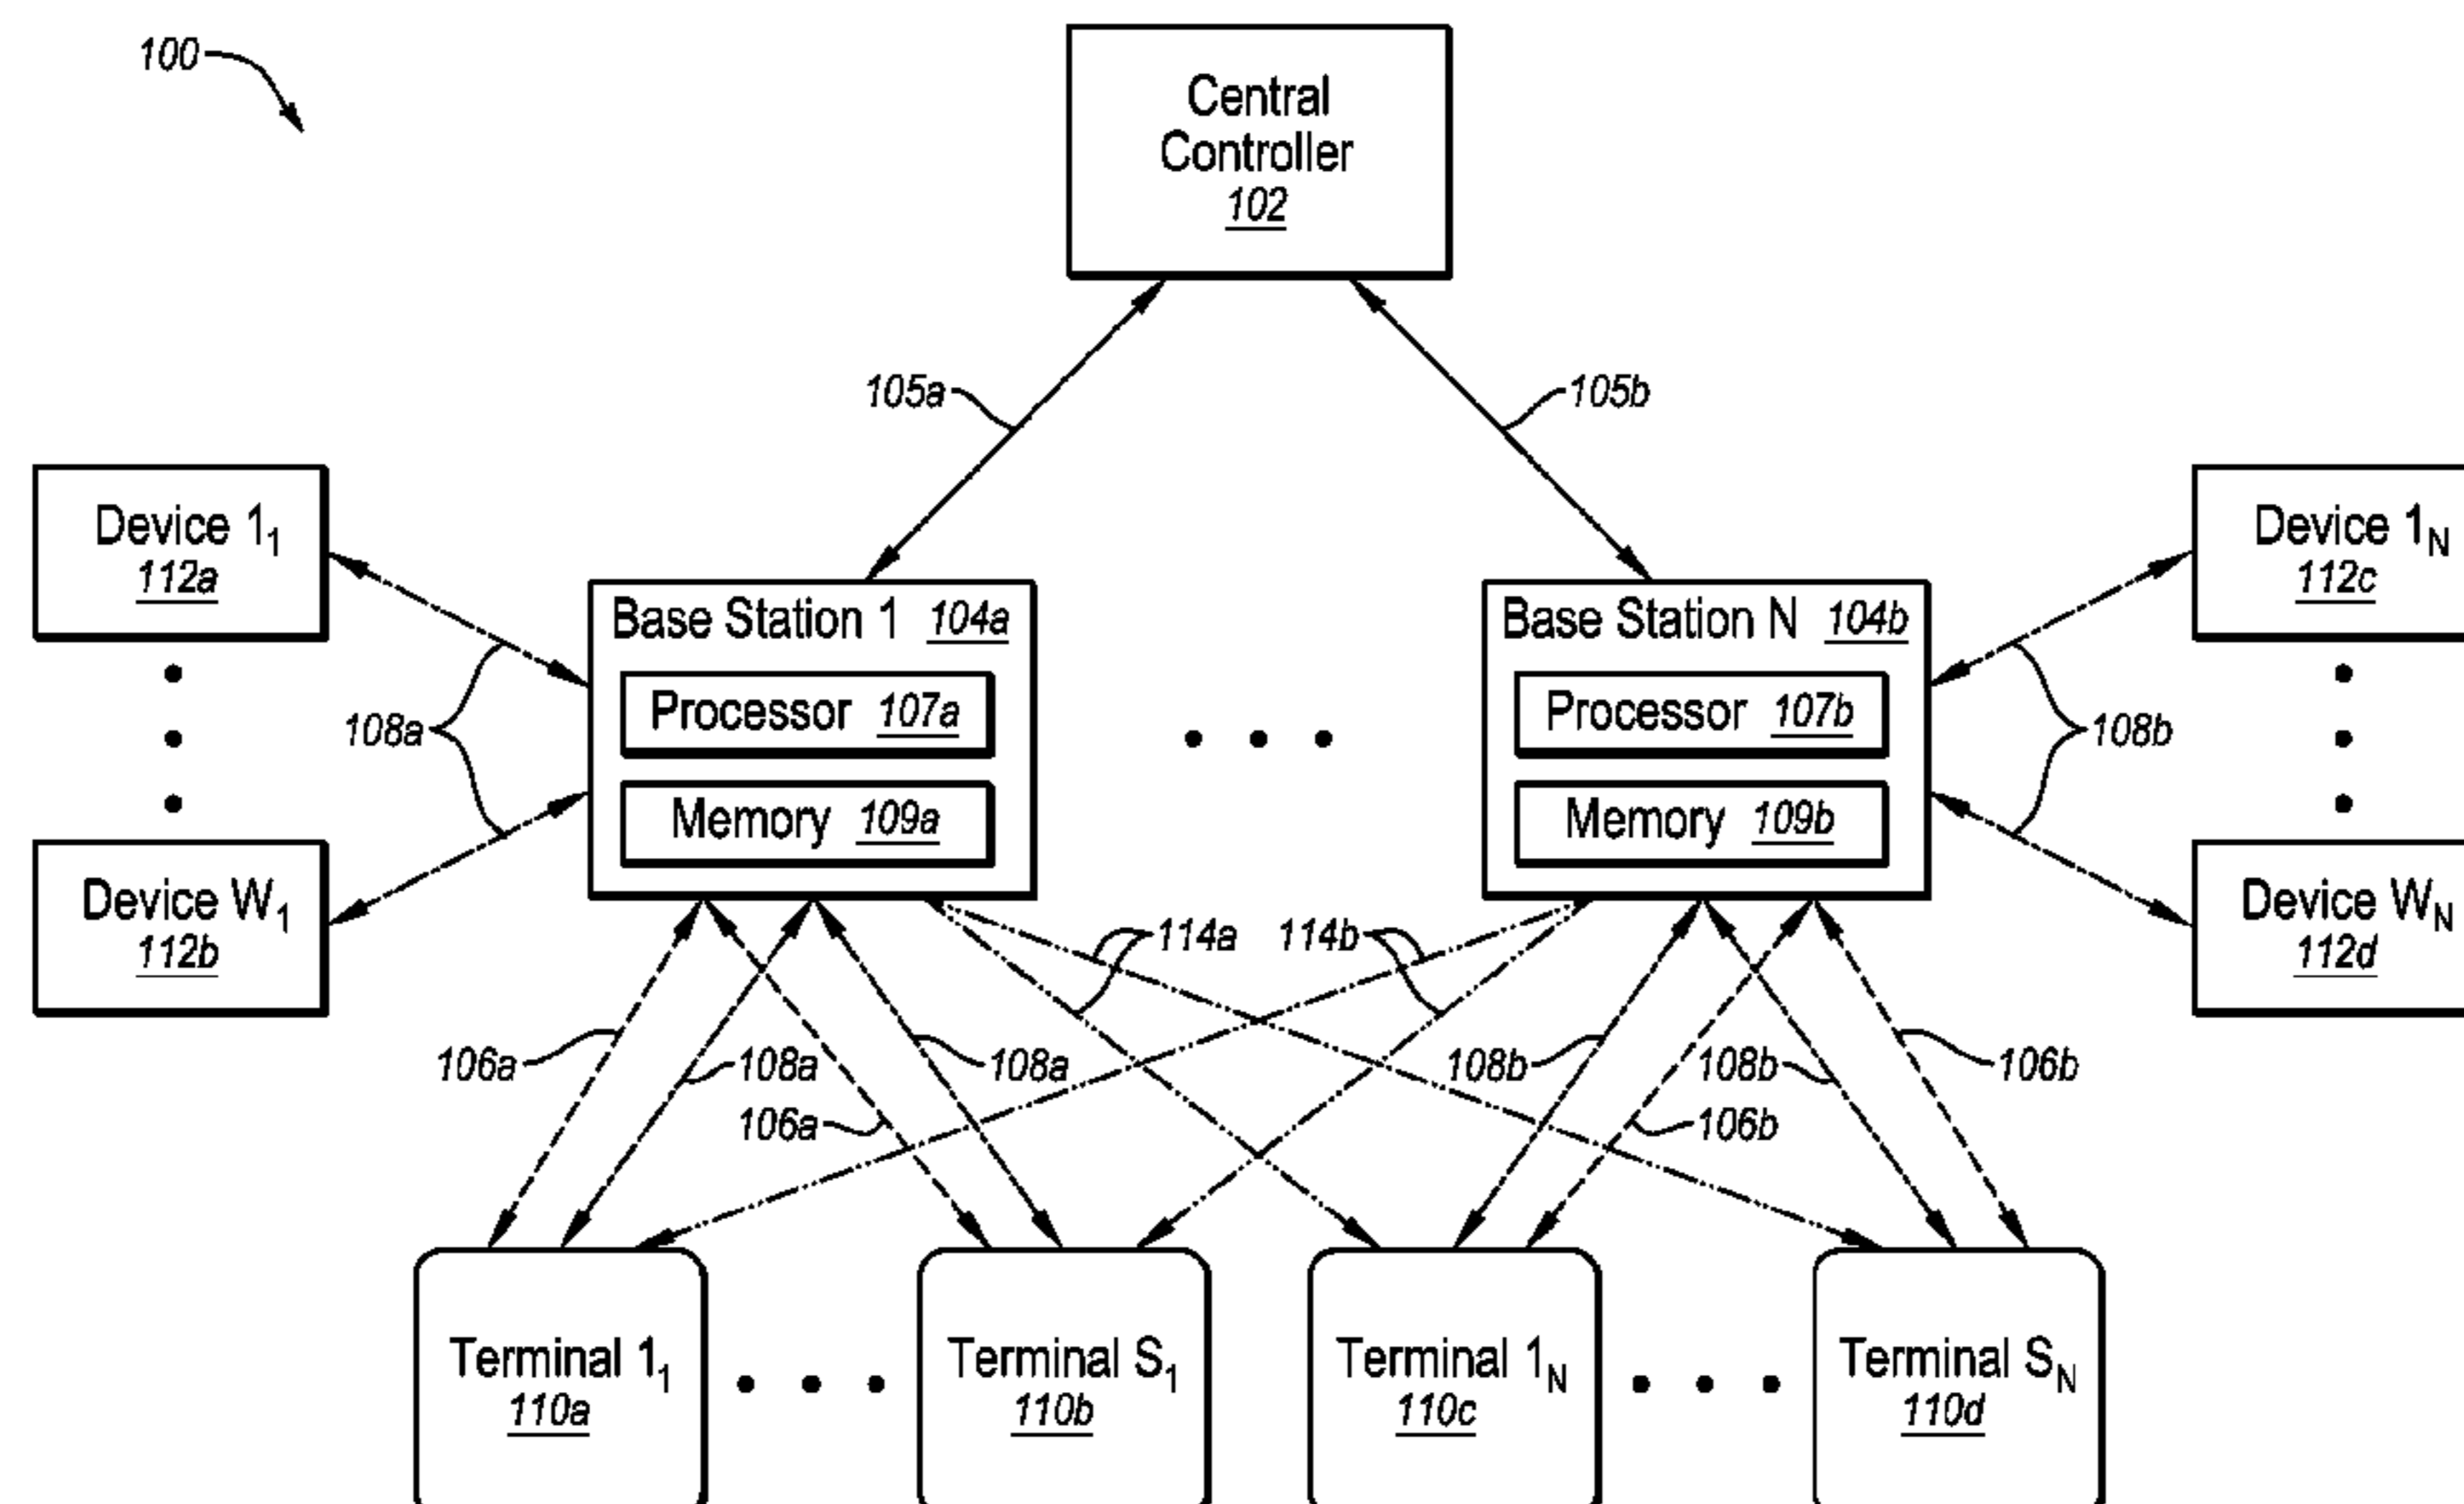 100
Central
Controller
102
105a
105b
Device 1₁
112a
Device 1N
112c
Base Station 1 104a
Base Station N 104b
Processor 107a
Processor 107b
108a
108b
Memory 109a
Memory 109b
Device W₁
112b
Device WN
112d
114a
114b
106a
108a
108a
108b
108b
106b
106a
106b
Terminal 1₁
110a
Terminal S₁
110b
Terminal 1N
110c
Terminal SN
110d